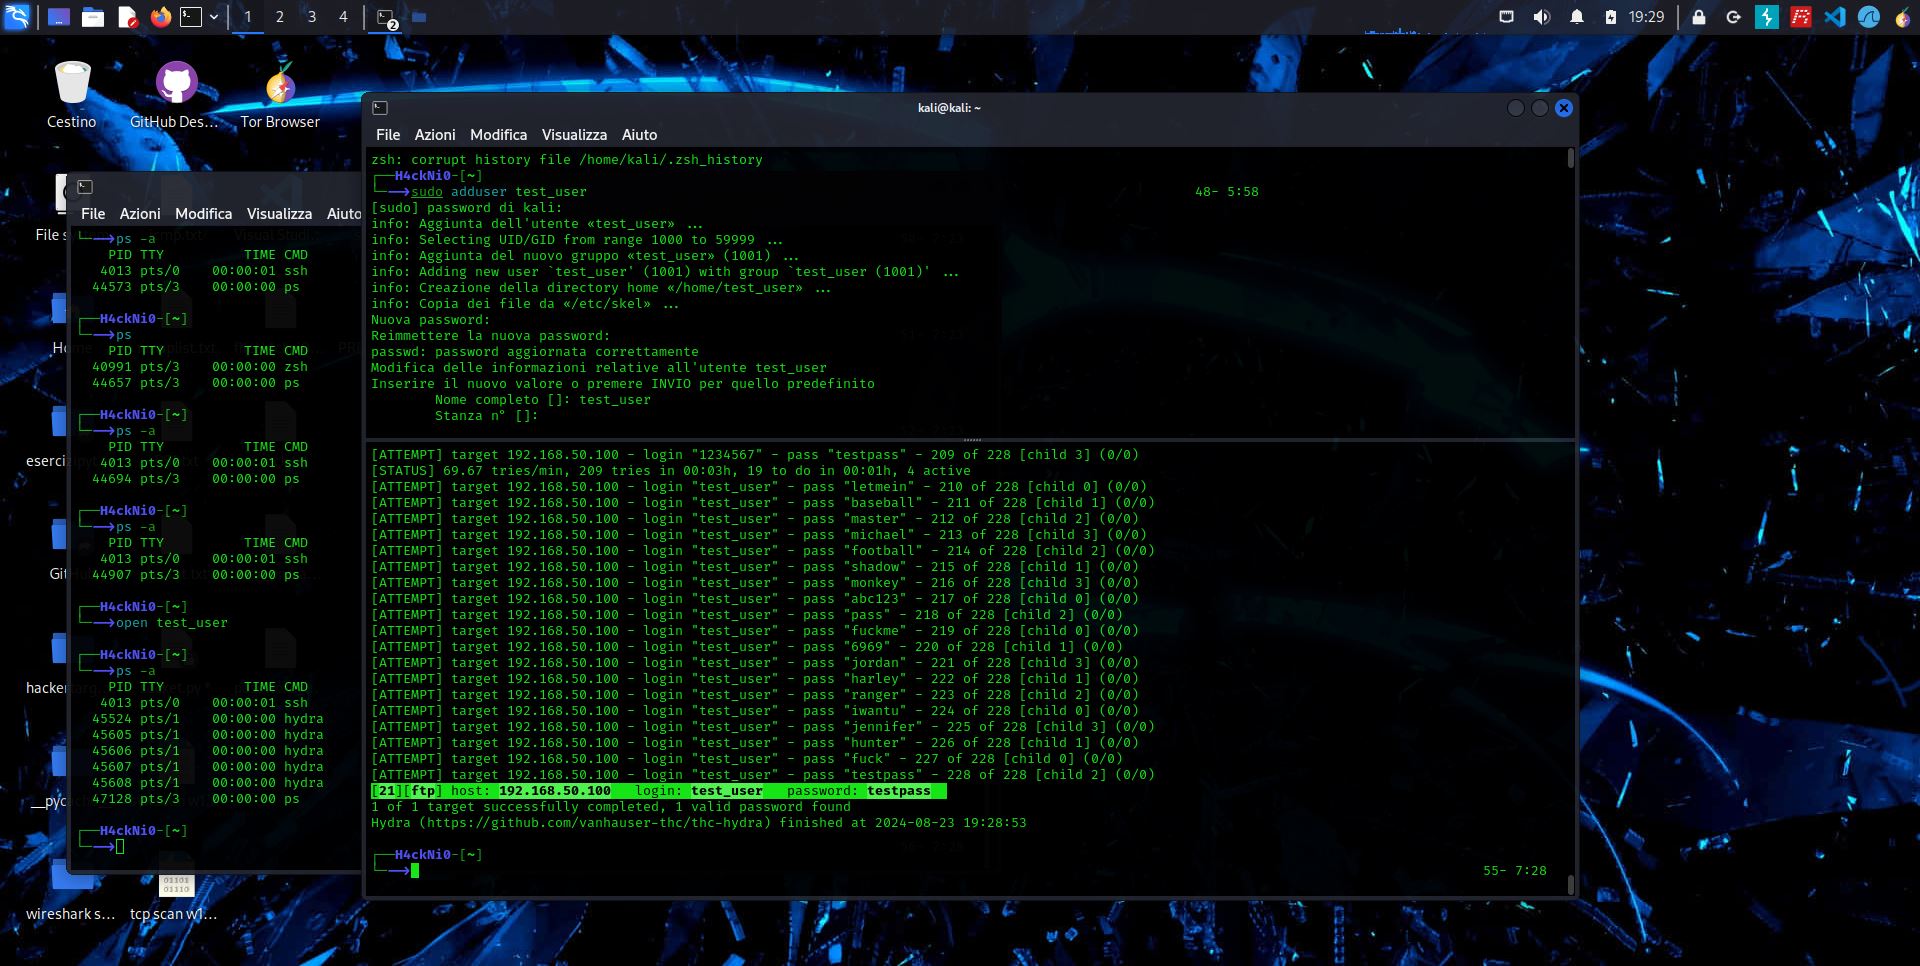 1 2 3 4
2
19:29
Cestino
GitHub Des...
Tor Browser
File
esercizi
wireshark s...
tcp scan w1...
01101
01110
File Azioni Modifica Visualizza Aiuto
└──→ps -a
PID TTY TIME CMD
4013 pts/0 00:00:01 ssh
44573 pts/3 00:00:00 ps
┌──H4ckNi0-[~]
└──→ps
PID TTY TIME CMD
40991 pts/3 00:00:00 zsh
44657 pts/3 00:00:00 ps
┌──H4ckNi0-[~]
└──→ps -a
PID TTY TIME CMD
4013 pts/0 00:00:01 ssh
44694 pts/3 00:00:00 ps
┌──H4ckNi0-[~]
└──→ps -a
PID TTY TIME CMD
4013 pts/0 00:00:01 ssh
44907 pts/3 00:00:00 ps
┌──H4ckNi0-[~]
└──→open test_user
┌──H4ckNi0-[~]
└──→ps -a
PID TTY TIME CMD
4013 pts/0 00:00:01 ssh
45524 pts/1 00:00:00 hydra
45605 pts/1 00:00:00 hydra
45606 pts/1 00:00:00 hydra
45607 pts/1 00:00:00 hydra
45608 pts/1 00:00:00 hydra
47128 pts/3 00:00:00 ps
┌──H4ckNi0-[~]
└──→
kali@kali: ~
File Azioni Modifica Visualizza Aiuto
zsh: corrupt history file /home/kali/.zsh_history
┌──H4ckNi0-[~]
└──→sudo adduser test_user 48- 5:58
[sudo] password di kali:
info: Aggiunta dell'utente «test_user» ...
info: Selecting UID/GID from range 1000 to 59999 ...
info: Aggiunta del nuovo gruppo «test_user» (1001) ...
info: Adding new user `test_user' (1001) with group `test_user (1001)' ...
info: Creazione della directory home «/home/test_user» ...
info: Copia dei file da «/etc/skel» ...
Nuova password:
Reimmettere la nuova password:
passwd: password aggiornata correttamente
Modifica delle informazioni relative all'utente test_user
Inserire il nuovo valore o premere INVIO per quello predefinito
Nome completo []: test_user
Stanza n° []:
[ATTEMPT] target 192.168.50.100 - login "1234567" - pass "testpass" - 209 of 228 [child 3] (0/0)
[STATUS] 69.67 tries/min, 209 tries in 00:03h, 19 to do in 00:01h, 4 active
[ATTEMPT] target 192.168.50.100 - login "test_user" - pass "letmein" - 210 of 228 [child 0] (0/0)
[ATTEMPT] target 192.168.50.100 - login "test_user" - pass "baseball" - 211 of 228 [child 1] (0/0)
[ATTEMPT] target 192.168.50.100 - login "test_user" - pass "master" - 212 of 228 [child 2] (0/0)
[ATTEMPT] target 192.168.50.100 - login "test_user" - pass "michael" - 213 of 228 [child 3] (0/0)
[ATTEMPT] target 192.168.50.100 - login "test_user" - pass "football" - 214 of 228 [child 2] (0/0)
[ATTEMPT] target 192.168.50.100 - login "test_user" - pass "shadow" - 215 of 228 [child 1] (0/0)
[ATTEMPT] target 192.168.50.100 - login "test_user" - pass "monkey" - 216 of 228 [child 3] (0/0)
[ATTEMPT] target 192.168.50.100 - login "test_user" - pass "abc123" - 217 of 228 [child 0] (0/0)
[ATTEMPT] target 192.168.50.100 - login "test_user" - pass "pass" - 218 of 228 [child 2] (0/0)
[ATTEMPT] target 192.168.50.100 - login "test_user" - pass "fuckme" - 219 of 228 [child 0] (0/0)
[ATTEMPT] target 192.168.50.100 - login "test_user" - pass "6969" - 220 of 228 [child 1] (0/0)
[ATTEMPT] target 192.168.50.100 - login "test_user" - pass "jordan" - 221 of 228 [child 3] (0/0)
[ATTEMPT] target 192.168.50.100 - login "test_user" - pass "harley" - 222 of 228 [child 1] (0/0)
[ATTEMPT] target 192.168.50.100 - login "test_user" - pass "ranger" - 223 of 228 [child 2] (0/0)
[ATTEMPT] target 192.168.50.100 - login "test_user" - pass "iwantu" - 224 of 228 [child 0] (0/0)
[ATTEMPT] target 192.168.50.100 - login "test_user" - pass "jennifer" - 225 of 228 [child 3] (0/0)
[ATTEMPT] target 192.168.50.100 - login "test_user" - pass "hunter" - 226 of 228 [child 1] (0/0)
[ATTEMPT] target 192.168.50.100 - login "test_user" - pass "fuck" - 227 of 228 [child 0] (0/0)
[ATTEMPT] target 192.168.50.100 - login "test_user" - pass "testpass" - 228 of 228 [child 2] (0/0)
[21][ftp] host: 192.168.50.100 login: test_user password: testpass
1 of 1 target successfully completed, 1 valid password found
Hydra (https://github.com/vanhauser-thc/thc-hydra) finished at 2024-08-23 19:28:53
┌──H4ckNi0-[~]
└──→ 55- 7:28